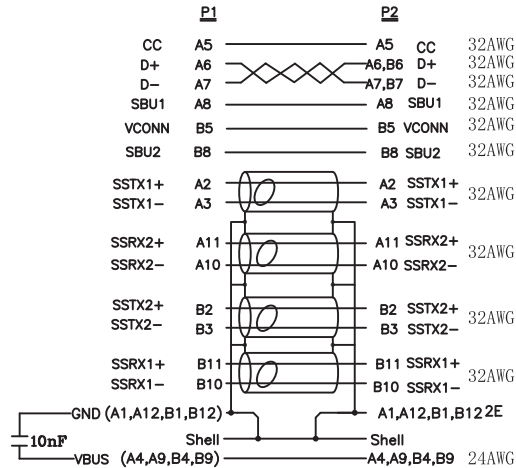 P1 P2
CC A5 A5 CC 32AWG
D+ A6 A6,B6 D+ 32AWG
D- A7 A7,B7 D- 32AWG
SBU1 A8 A8 SBU1 32AWG
VCONN B5 B5 VCONN 32AWG
SBU2 B8 B8 SBU2 32AWG
SSTX1+ A2 A2 SSTX1+
32AWG
SSTX1- A3 A3 SSTX1-
SSRX2+ A11 A11 SSRX2+
32AWG
SSRX2- A10 A10 SSRX2-
SSTX2+ B2 B2 SSTX2+
32AWG
SSTX2- B3 B3 SSTX2-
SSRX1+ B11 B11 SSRX1+
32AWG
SSRX1- B10 B10 SSRX1-
GND (A1,A12,B1,B12) A1,A12,B1,B12 2E
10nF Shell Shell
VBUS (A4,A9,B4,B9) A4,A9,B4,B9 24AWG